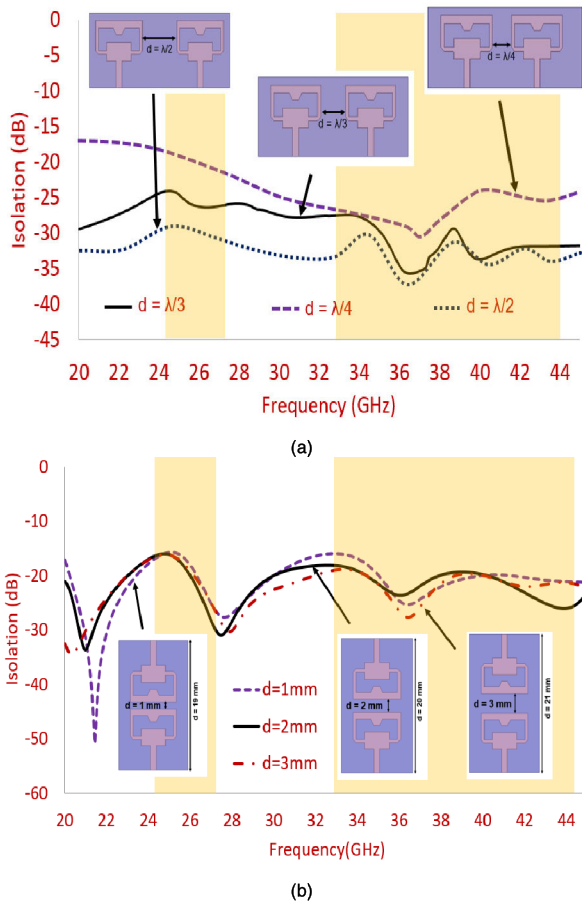 0
-5
-10
-15
-20
-25
-30
-35
-40
-45
Isolation (dB)
d = λ/2
d = λ/3
d = λ/4
d = λ/3
d = λ/4
d = λ/2
20 22 24 26 28 30 32 34 36 38 40 42 44
Frequency (GHz)
(a)
0
-10
-20
-30
-40
-50
-60
Isolation (dB)
d = 1 mm
d = 19 mm
d=1mm
d=2mm
d=3mm
d = 2 mm
d = 20 mm
d = 3 mm
d = 21 mm
20 22 24 26 28 30 32 34 36 38 40 42 44
Frequency(GHz)
(b)